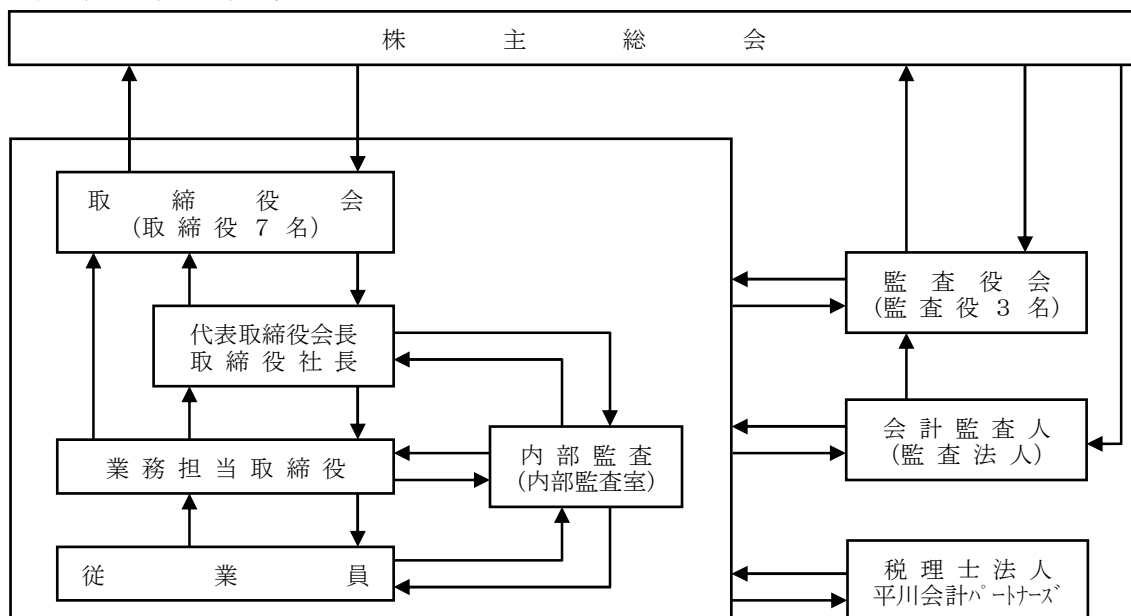 株主総会
取締役会
(取締役7名)
代表取締役会長
取締役社長
業務担当取締役
従業員
内部監査
(内部監査室)
監査役会
(監査役3名)
会計監査人
(監査法人)
税理士法人
平川会計ﾊﾟｰﾄﾅｰｽﾞ